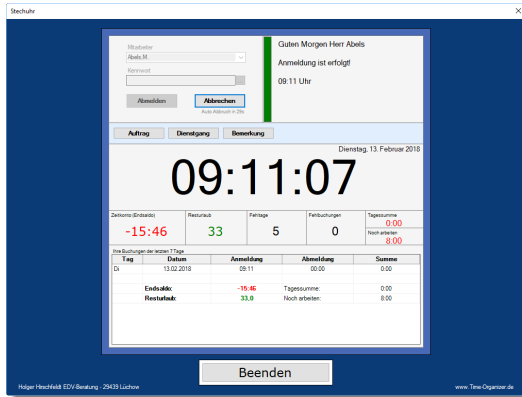 Stechuhr
Mitarbeiter
Abels,M.
Kennwort
Abmelden Abbrechen
Auto-Abbruch in 29s
Guten Morgen Herr Abels
Anmeldung ist erfolgt!
09:11 Uhr
Auftrag Dienstgang Bemerkung
Dienstag, 13. Februar 2018
09:11:07
Zeitkonto (Endsaldo) Resturlaub Fehltage Fehlbuchungen Tagessumme
-15:46 33 5 0 0:00
Noch arbeiten
8:00
Ihre Buchungen der letzten 7 Tage
Tag Datum Anmeldung Abmeldung Summe
Di 13.02.2018 09:11 00:00 0:00
Endsaldo: -15:46 Tagessumme: 0:00
Resturlaub: 33,0 Noch arbeiten: 8:00
Beenden
Holger Hirschfeldt EDV-Beratung - 29439 Lüchow www.Time-Organizer.de